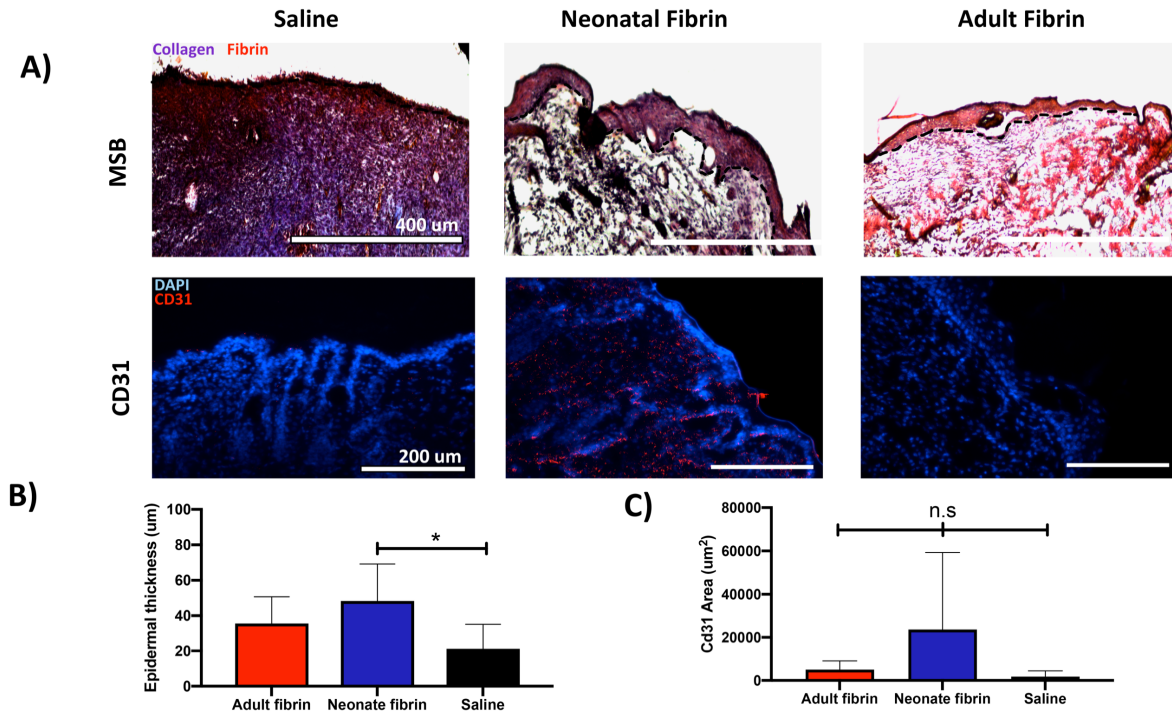 Saline Neonatal Fibrin Adult Fibrin
A)
Collagen Fibrin
MSB
400 um
DAPI
CD31
CD31
200 um
B)
100
80
60
40
20
0
Epidermal thickness (um)
*
Adult fibrin Neonate fibrin Saline
C)
80000
60000
40000
20000
0
Cd31 Area (um²)
n.s
Adult fibrin Neonate fibrin Saline